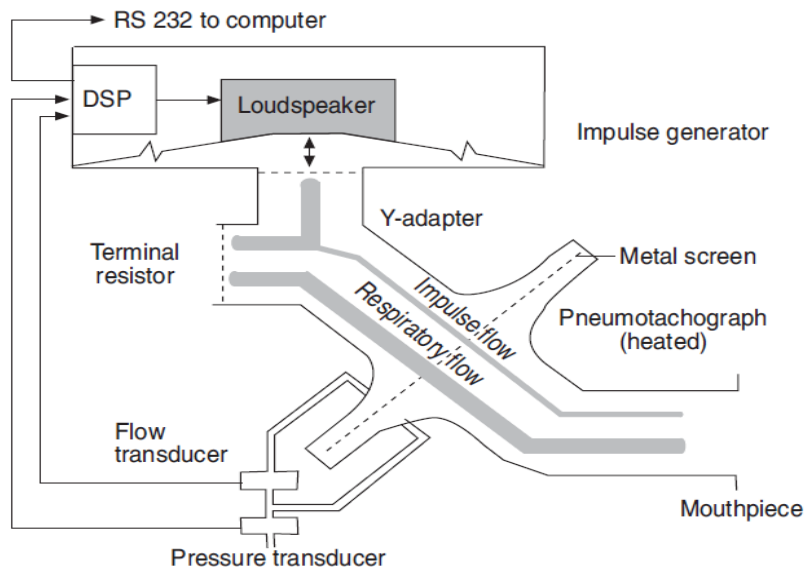 RS 232 to computer
DSP
Loudspeaker
Impulse generator
Y-adapter
Terminal
resistor
Metal screen
Impulse flow
Respiratory flow
Pneumotachograph
(heated)
Flow
transducer
Mouthpiece
Pressure transducer